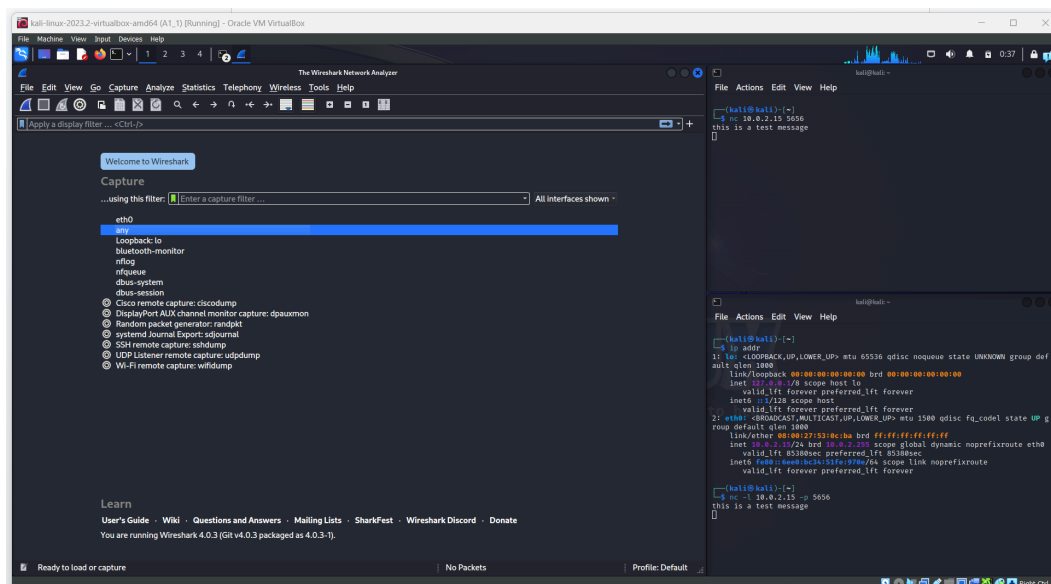 kali-linux-2023.2-virtualbox-amd64 (A1_1) [Running] - Oracle VM VirtualBox
File Machine View Input Devices Help
1 2 3 4
2
0:37
The Wireshark Network Analyzer
File Edit View Go Capture Analyze Statistics Telephony Wireless Tools Help
Apply a display filter ... <Ctrl-/>
Welcome to Wireshark
Capture
...using this filter: Enter a capture filter ... All interfaces shown
eth0
any
Loopback: lo
bluetooth-monitor
nflog
nfqueue
dbus-system
dbus-session
Cisco remote capture: ciscodump
DisplayPort AUX channel monitor capture: dpauxmon
Random packet generator: randpkt
systemd Journal Export: sdjournal
SSH remote capture: sshdump
UDP Listener remote capture: udpdump
Wi-Fi remote capture: wifidump
Learn
User's Guide · Wiki · Questions and Answers · Mailing Lists · SharkFest · Wireshark Discord · Donate
You are running Wireshark 4.0.3 (Git v4.0.3 packaged as 4.0.3-1).
Ready to load or capture No Packets Profile: Default
kali@kali: ~
File Actions Edit View Help
┌──(kali㉿kali)-[~]
└─$ nc 10.0.2.15 5656
this is a test message
kali@kali: ~
File Actions Edit View Help
┌──(kali㉿kali)-[~]
└─$ ip addr
1: lo: <LOOPBACK,UP,LOWER_UP> mtu 65536 qdisc noqueue state UNKNOWN group def
ault qlen 1000
link/loopback 00:00:00:00:00:00 brd 00:00:00:00:00:00
inet 127.0.0.1/8 scope host lo
valid_lft forever preferred_lft forever
inet6 ::1/128 scope host
valid_lft forever preferred_lft forever
2: eth0: <BROADCAST,MULTICAST,UP,LOWER_UP> mtu 1500 qdisc fq_codel state UP g
roup default qlen 1000
link/ether 08:00:27:53:0c:ba brd ff:ff:ff:ff:ff:ff
inet 10.0.2.15/24 brd 10.0.2.255 scope global dynamic noprefixroute eth0
valid_lft 85380sec preferred_lft 85380sec
inet6 fe80::6ee0:bc34:51fe:970e/64 scope link noprefixroute
valid_lft forever preferred_lft forever
┌──(kali㉿kali)-[~]
└─$ nc -l 10.0.2.15 -p 5656
this is a test message
Right Ctrl